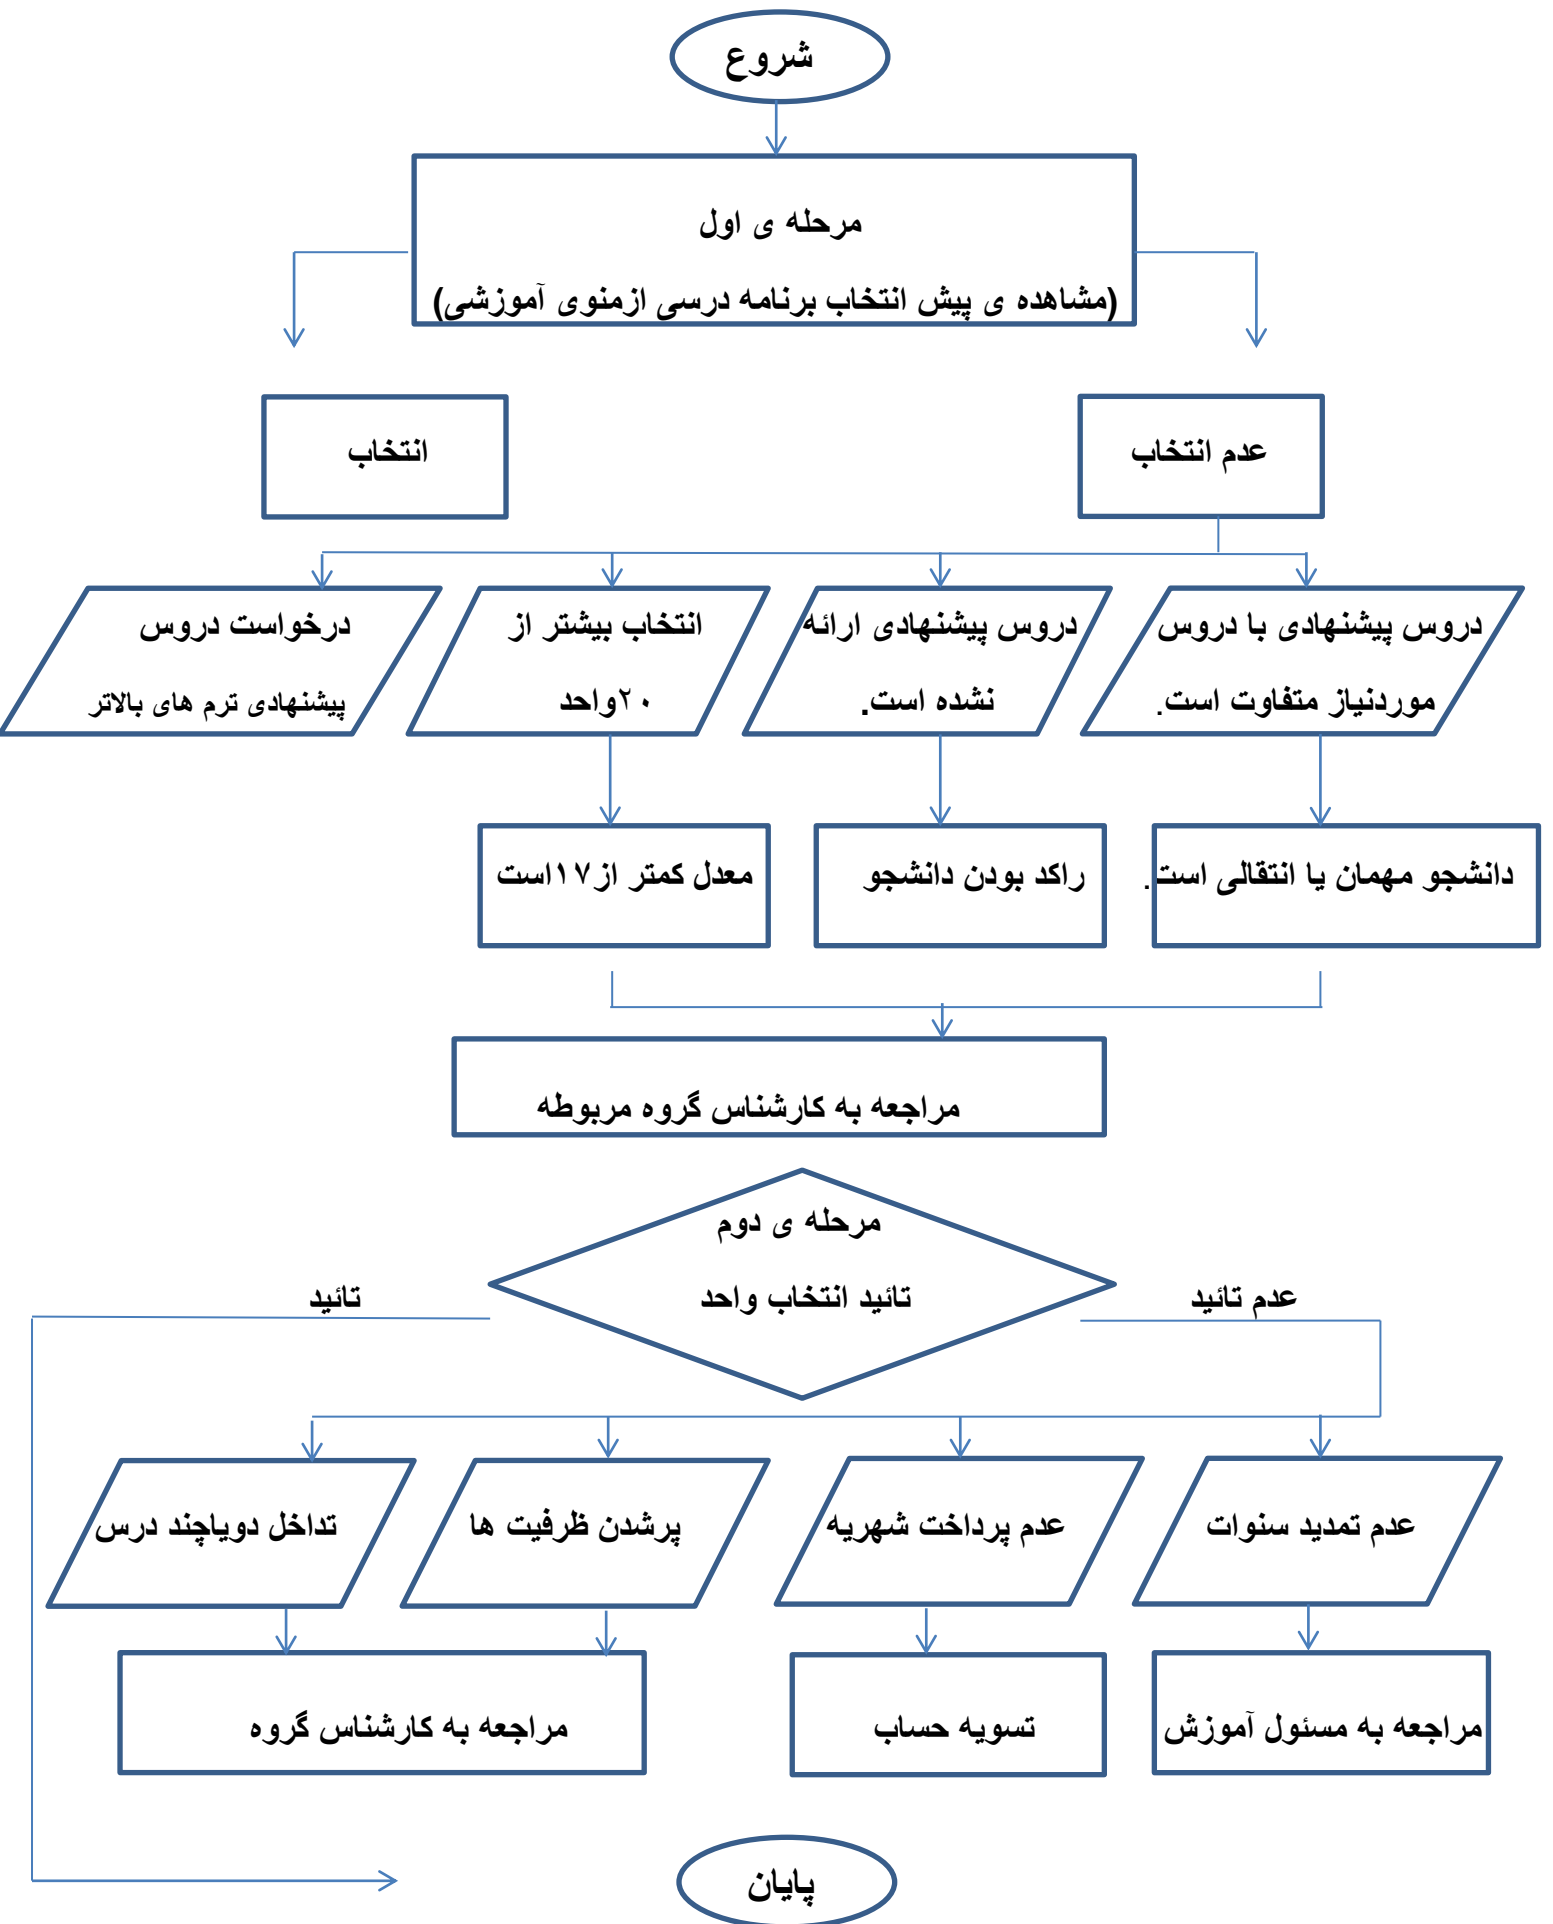 شروع
مرحله ی اول
(مشاهده ی پیش انتخاب برنامه درسی ازمنوی آموزشی)
عدم انتخاب
انتخاب
دروس پیشنهادی با دروس
موردنیاز متفاوت است.
دروس پیشنهادی ارائه
نشده است.
انتخاب بیشتر از
۲۰واحد
درخواست دروس
پیشنهادی ترم های بالاتر
دانشجو مهمان یا انتقالی است.
راکد بودن دانشجو
معدل کمتر از۱۷است
مراجعه به کارشناس گروه مربوطه
مرحله ی دوم
تائید انتخاب واحد
عدم تائید
تائید
عدم تمدید سنوات
عدم پرداخت شهریه
پرشدن ظرفیت ها
تداخل دویاچند درس
مراجعه به مسئول آموزش
تسویه حساب
مراجعه به کارشناس گروه
پایان